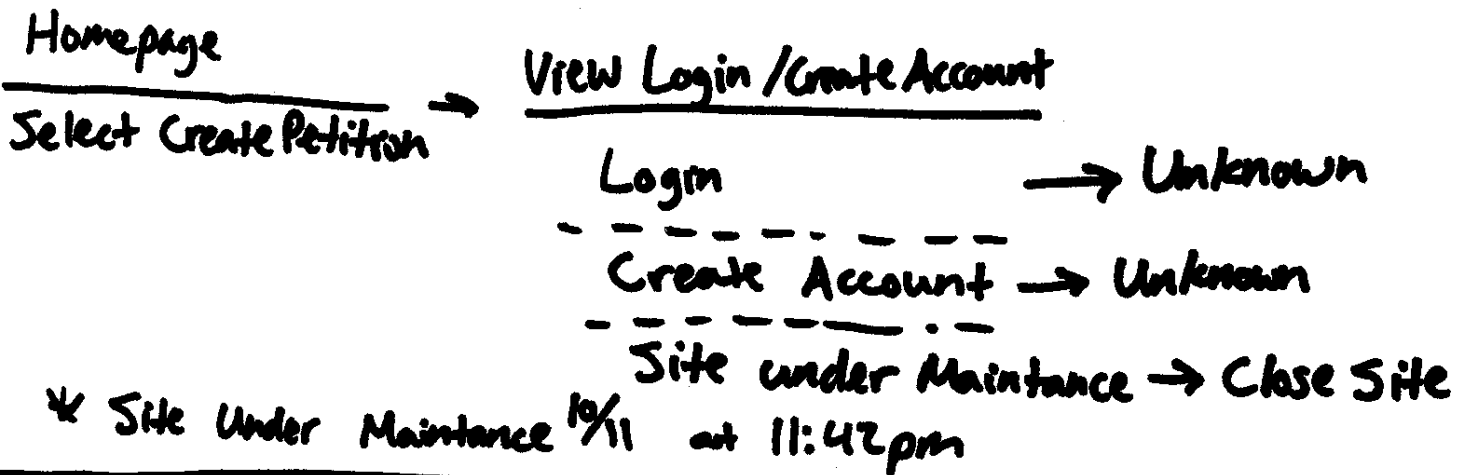 Homepage
Select Create Petition →
View Login / Create Account
Login → Unknown
Create Account → Unknown
Site under Maintance → Close Site
* Site Under Maintance 10/11 at 11:42pm